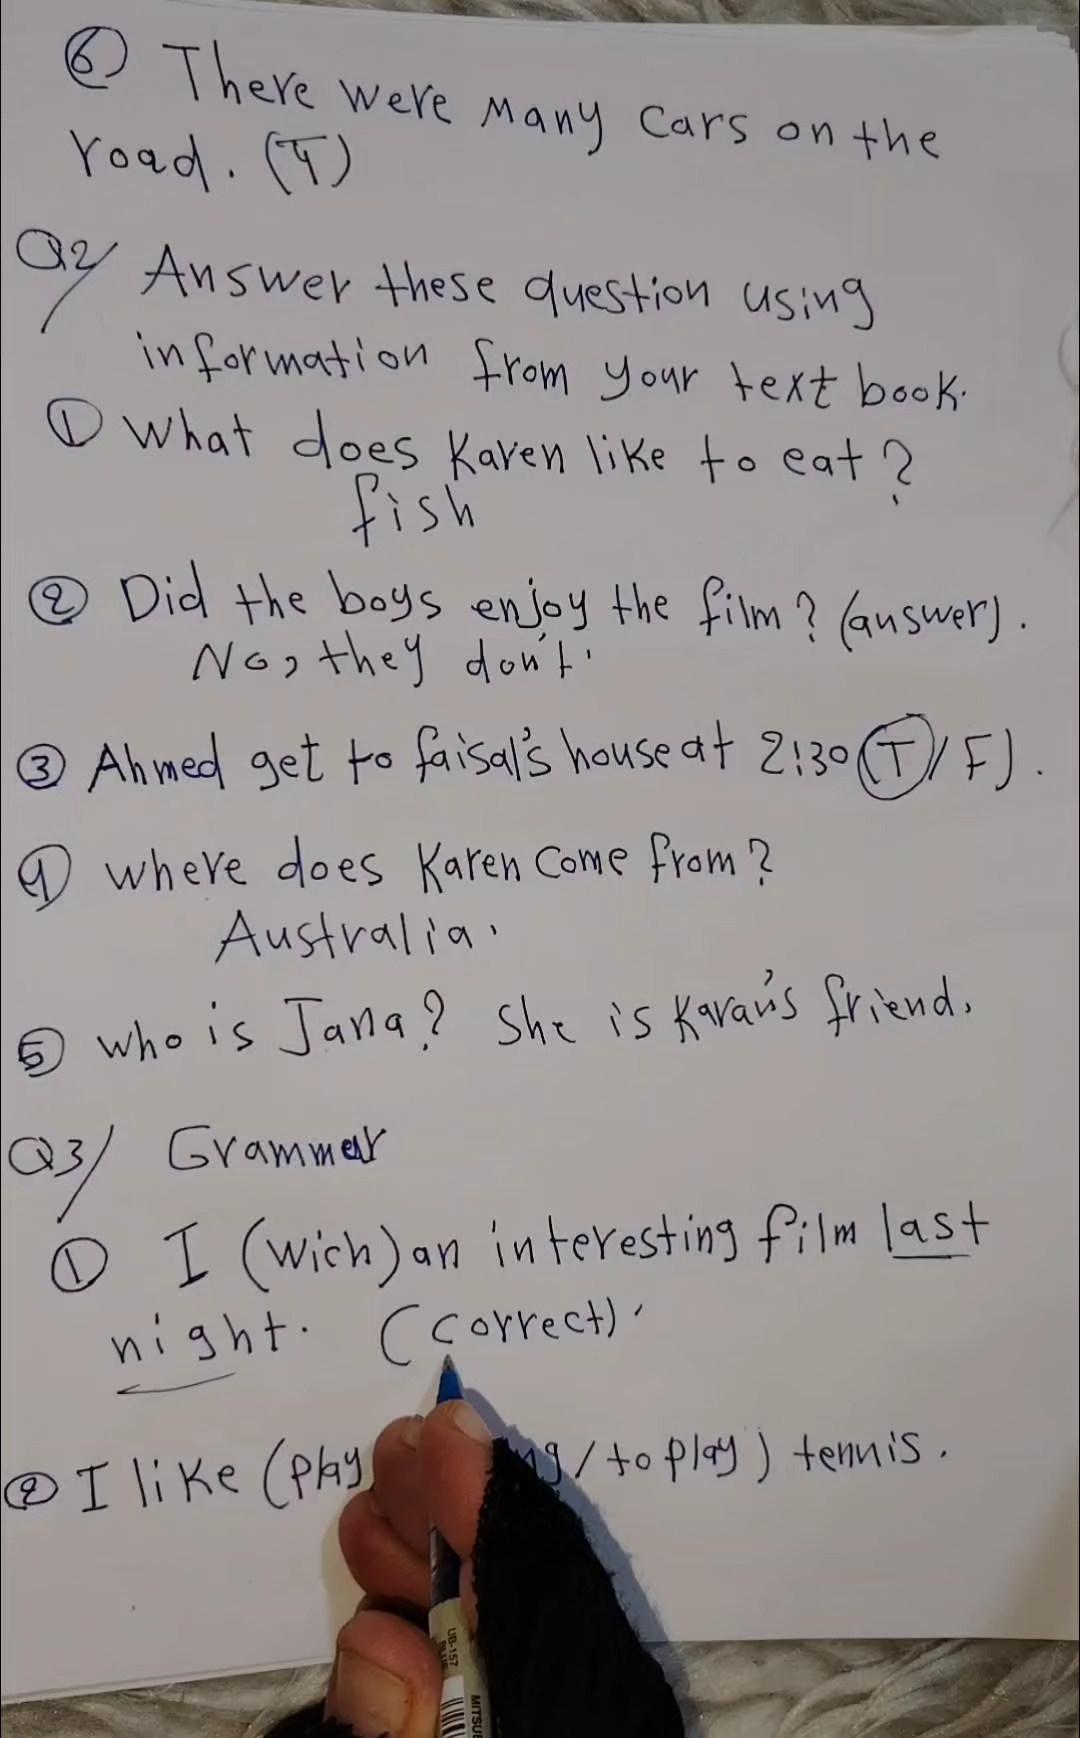 ⑥ There were Many cars on the
road. (T)
Q2/ Answer these question using
information from your text book.
① What does Karen like to eat?
fish
② Did the boys enjoy the film? (answer).
No, they don't.
③ Ahmed get to faisal's house at 2:30 (T/F).
④ where does Karen come from?
Australia.
⑤ who is Jana? She is Karan's friend.
Q3/ Grammer
① I (wich) an interesting film last
night. (correct).
② I like (play ng/to play) tennis.
UB-157